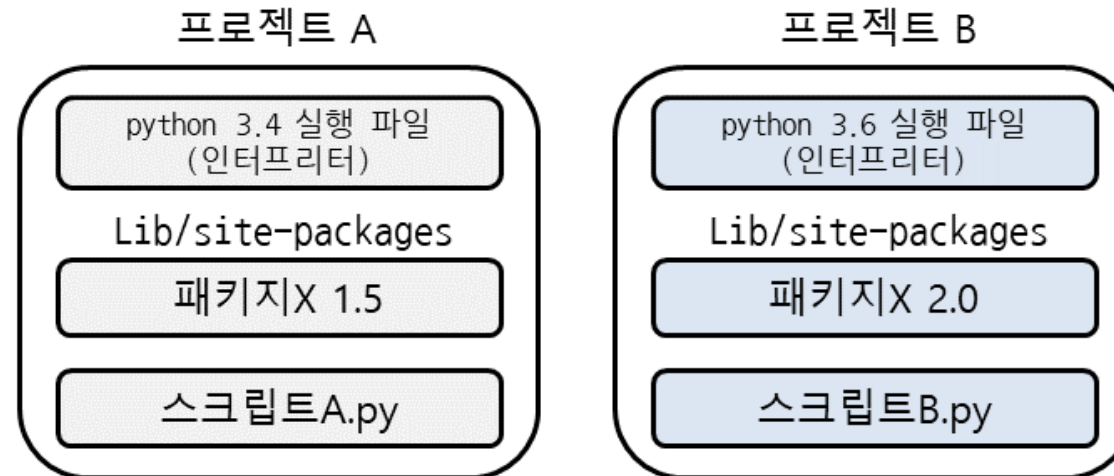 프로젝트 A
python 3.4 실행 파일
(인터프리터)
Lib/site-packages
패키지X 1.5
스크립트A.py
프로젝트 B
python 3.6 실행 파일
(인터프리터)
Lib/site-packages
패키지X 2.0
스크립트B.py